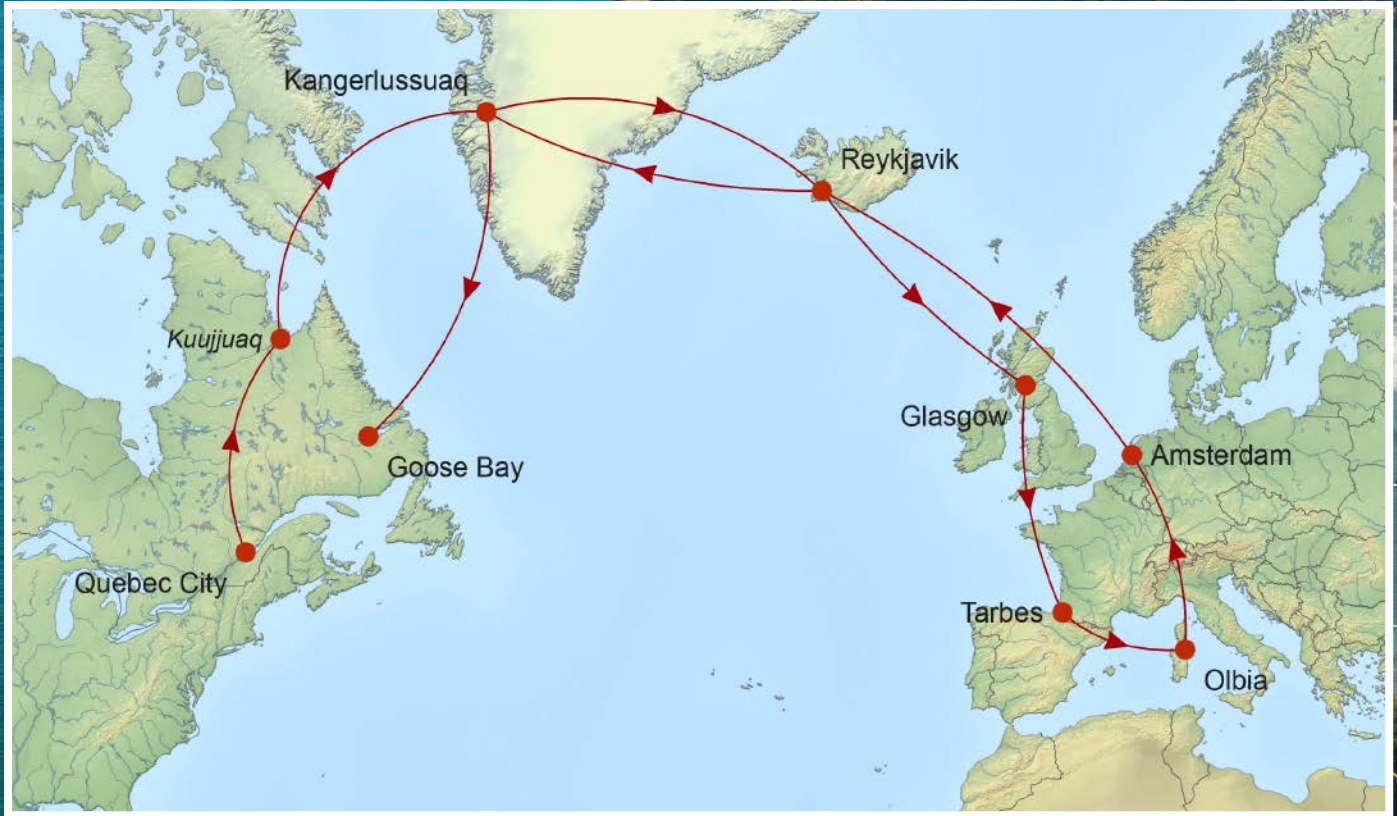 Kangerlussuaq
Reykjavik
Kuujjuaq
Glasgow
Goose Bay
Amsterdam
Quebec City
Tarbes
Olbia